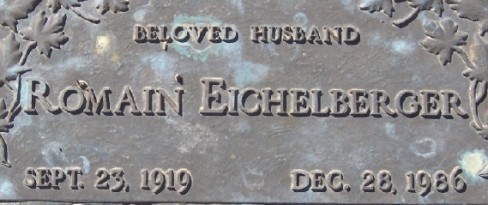 BELOVED HUSBAND
ROMAIN EICHELBERGER
SEPT. 23, 1919 DEC. 28, 1986